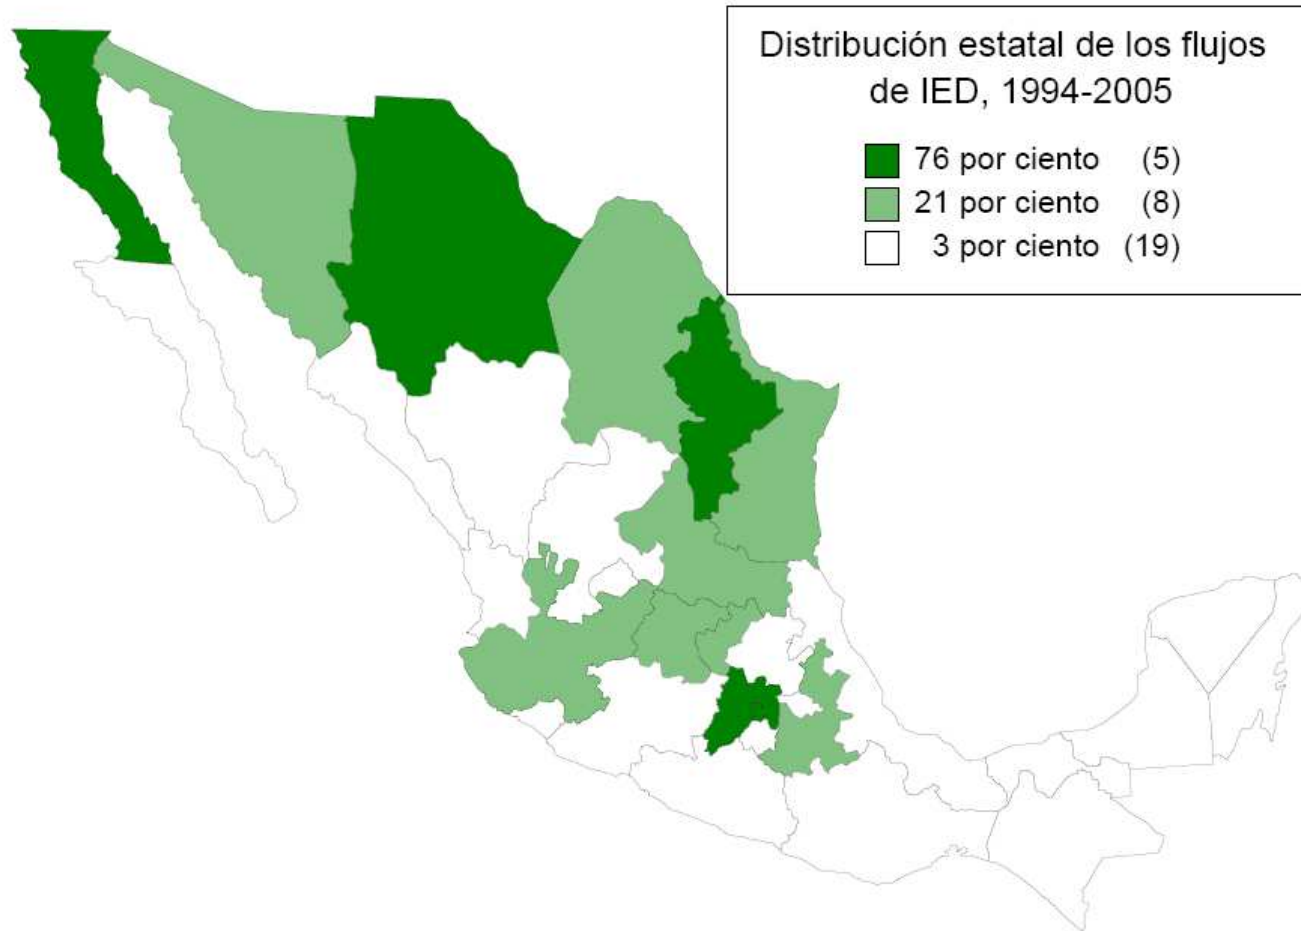 Distribución estatal de los flujos
de IED, 1994-2005
76 por ciento (5)
21 por ciento (8)
3 por ciento (19)